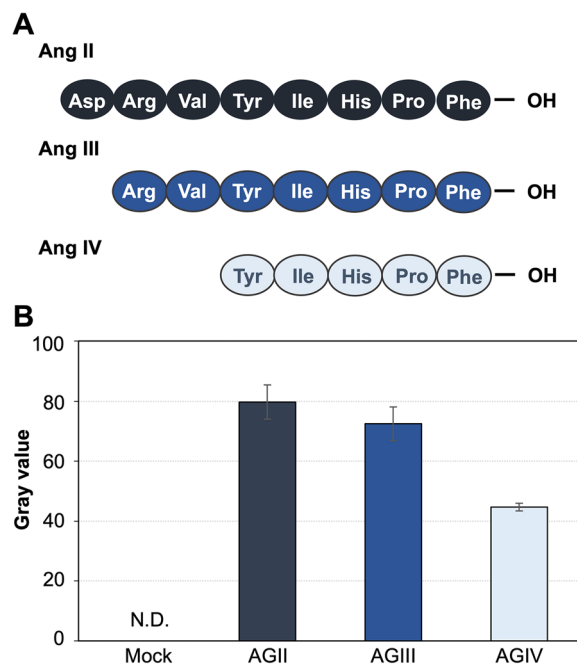 A
Ang II
Asp Arg Val Tyr Ile His Pro Phe — OH
Ang III
Arg Val Tyr Ile His Pro Phe — OH
Ang IV
Tyr Ile His Pro Phe — OH
B
100
80
60
40
20
0
Gray value
N.D.
Mock AGII AGIII AGIV